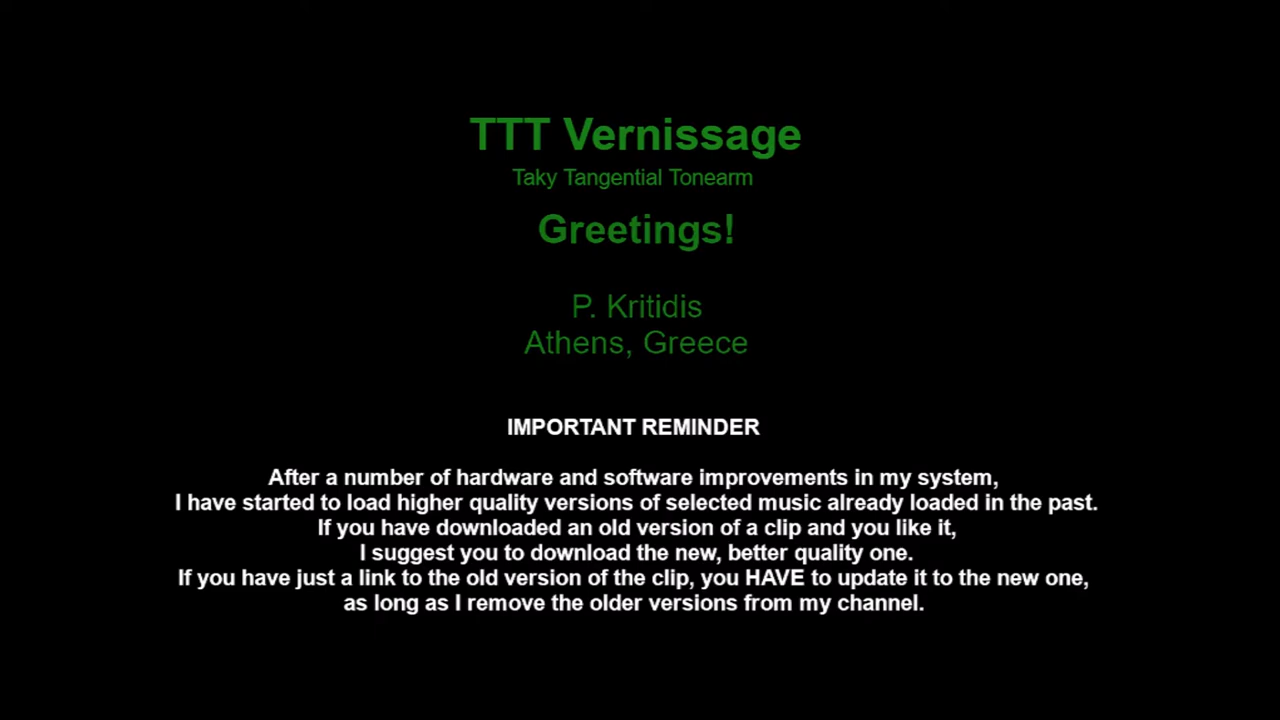 TTT Vernissage
Taky Tangential Tonearm
Greetings!
P. Kritidis
Athens, Greece
IMPORTANT REMINDER
After a number of hardware and software improvements in my system,
I have started to load higher quality versions of selected music already loaded in the past.
If you have downloaded an old version of a clip and you like it,
I suggest you to download the new, better quality one.
If you have just a link to the old version of the clip, you HAVE to update it to the new one,
as long as I remove the older versions from my channel.